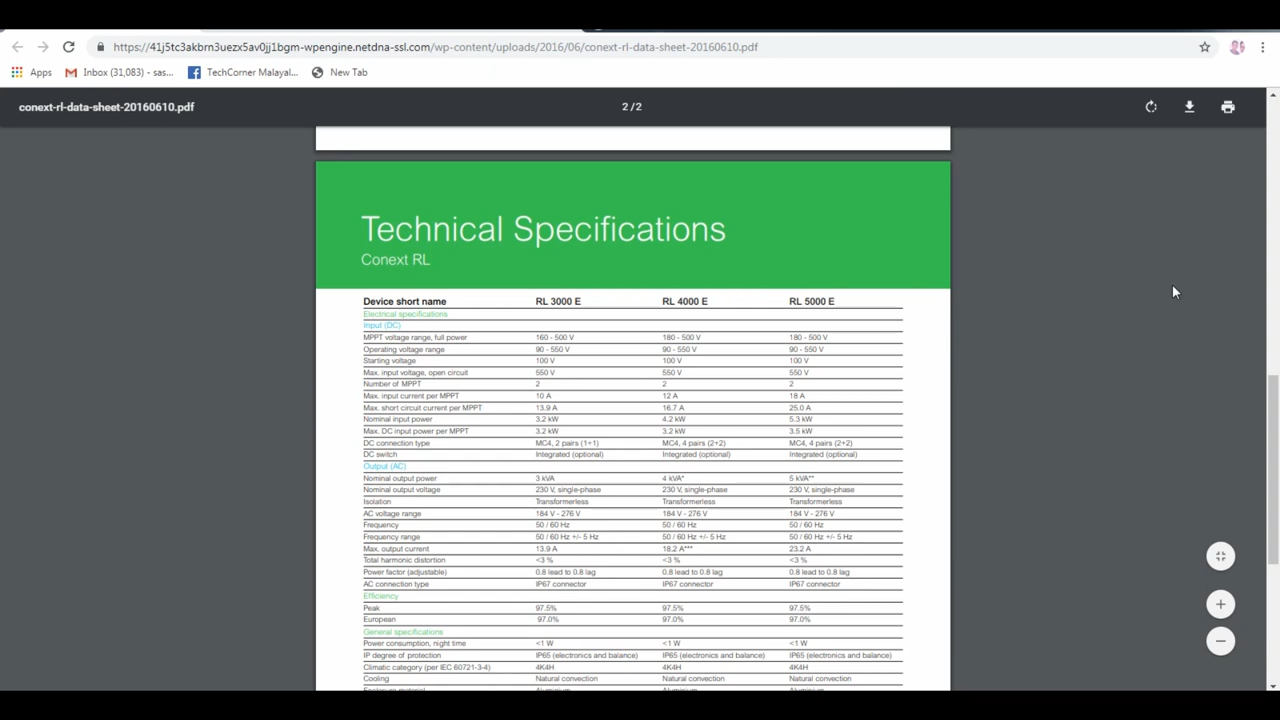 https://41j5tc3akbrn3uezx5av0jj1bgm-wpengine.netdna-ssl.com/wp-content/uploads/2016/06/conext-rl-data-sheet-20160610.pdf
Apps Inbox (31,083) - sas... TechCorner Malayal... New Tab
conext-rl-data-sheet-20160610.pdf 2 / 2
Technical Specifications
Conext RL
Device short name RL 3000 E RL 4000 E RL 5000 E
Electrical specifications
Input (DC)
MPPT voltage range, full power 160 - 500 V 180 - 500 V 180 - 500 V
Operating voltage range 90 - 550 V 90 - 550 V 90 - 550 V
Starting voltage 100 V 100 V 100 V
Max. input voltage, open circuit 550 V 550 V 550 V
Number of MPPT 2 2 2
Max. input current per MPPT 10 A 12 A 18 A
Max. short circuit current per MPPT 13.9 A 16.7 A 25.0 A
Nominal input power 3.2 kW 4.2 kW 5.3 kW
Max. DC input power per MPPT 3.2 kW 3.2 kW 3.5 kW
DC connection type MC4, 2 pairs (1+1) MC4, 4 pairs (2+2) MC4, 4 pairs (2+2)
DC switch Integrated (optional) Integrated (optional) Integrated (optional)
Output (AC)
Nominal output power 3 kVA 4 kVA* 5 kVA**
Nominal output voltage 230 V, single-phase 230 V, single-phase 230 V, single-phase
Isolation Transformerless Transformerless Transformerless
AC voltage range 184 V - 276 V 184 V - 276 V 184 V - 276 V
Frequency 50 / 60 Hz 50 / 60 Hz 50 / 60 Hz
Frequency range 50 / 60 Hz +/- 5 Hz 50 / 60 Hz +/- 5 Hz 50 / 60 Hz +/- 5 Hz
Max. output current 13.9 A 18.2 A*** 23.2 A
Total harmonic distortion <3 % <3 % <3 %
Power factor (adjustable) 0.8 lead to 0.8 lag 0.8 lead to 0.8 lag 0.8 lead to 0.8 lag
AC connection type IP67 connector IP67 connector IP67 connector
Efficiency
Peak 97.5% 97.5% 97.5%
European 97.0% 97.0% 97.0%
General specifications
Power consumption, night time <1 W <1 W <1 W
IP degree of protection IP65 (electronics and balance) IP65 (electronics and balance) IP65 (electronics and balance)
Climatic category (per IEC 60721-3-4) 4K4H 4K4H 4K4H
Cooling Natural convection Natural convection Natural convection
Enclosure material Aluminium Aluminium Aluminium